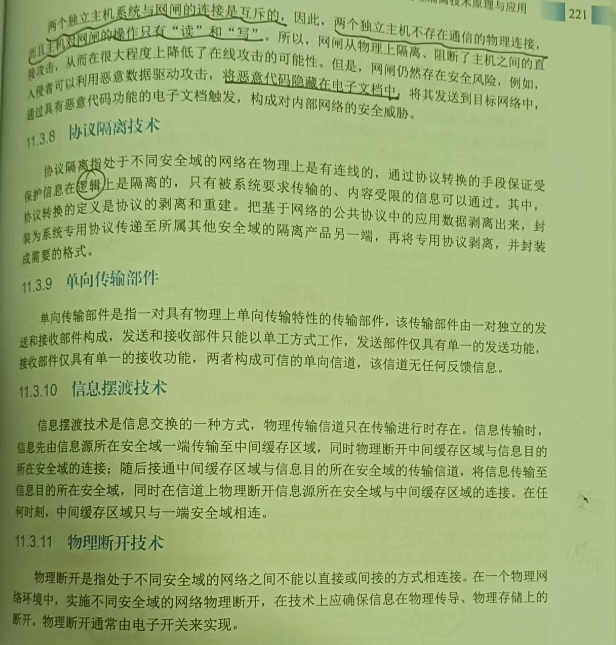 隔离技术原理与应用 221
两个独立主机系统与网闸的连接是互斥的，因此，两个独立主机不存在通信的物理连接，
而且主机对网闸的操作只有“读”和“写”。所以，网闸从物理上隔离、阻断了主机之间的直
接攻击，从而在很大程度上降低了在线攻击的可能性。但是，网闸仍然存在安全风险，例如，
入侵者可以利用恶意数据驱动攻击，将恶意代码隐藏在电子文档中，将其发送到目标网络中，
通过具有恶意代码功能的电子文档触发，构成对内部网络的安全威胁。
11.3.8 协议隔离技术
协议隔离指处于不同安全域的网络在物理上是有连线的，通过协议转换的手段保证受
保护信息在逻辑上是隔离的，只有被系统要求传输的、内容受限的信息可以通过。其中，
协议转换的定义是协议的剥离和重建。把基于网络的公共协议中的应用数据剥离出来，封
装为系统专用协议传递至所属其他安全域的隔离产品另一端，再将专用协议剥离，并封装
成需要的格式。
11.3.9 单向传输部件
单向传输部件是指一对具有物理上单向传输特性的传输部件，该传输部件由一对独立的发
送和接收部件构成，发送和接收部件只能以单工方式工作，发送部件仅具有单一的发送功能，
接收部件仅具有单一的接收功能，两者构成可信的单向信道，该信道无任何反馈信息。
11.3.10 信息摆渡技术
信息摆渡技术是信息交换的一种方式，物理传输信道只在传输进行时存在。信息传输时，
信息先由信息源所在安全域一端传输至中间缓存区域，同时物理断开中间缓存区域与信息目的
所在安全域的连接；随后接通中间缓存区域与信息目的所在安全域的传输信道，将信息传输至
信息目的所在安全域，同时在信道上物理断开信息源所在安全域与中间缓存区域的连接。在任
何时刻，中间缓存区域只与一端安全域相连。
11.3.11 物理断开技术
物理断开是指处于不同安全域的网络之间不能以直接或间接的方式相连接。在一个物理网
络环境中，实施不同安全域的网络物理断开，在技术上应确保信息在物理传导、物理存储上的
断开。物理断开通常由电子开关来实现。